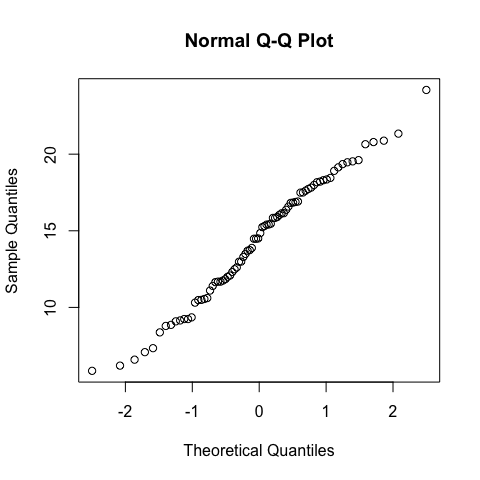 Normal Q-Q Plot
Sample Quantiles
20
15
10
-2 -1 0 1 2
Theoretical Quantiles